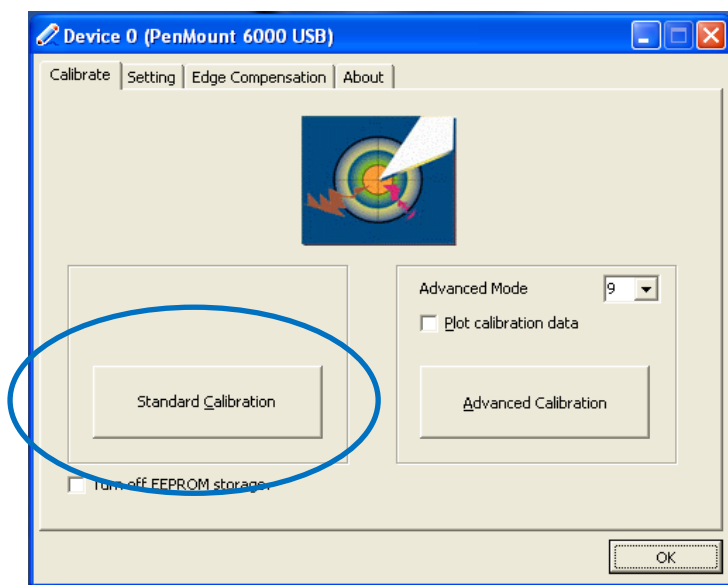 Device 0 (PenMount 6000 USB)
Calibrate Setting Edge Compensation About
Advanced Mode 9
Plot calibration data
Standard Calibration Advanced Calibration
Turn off EEPROM storage.
OK